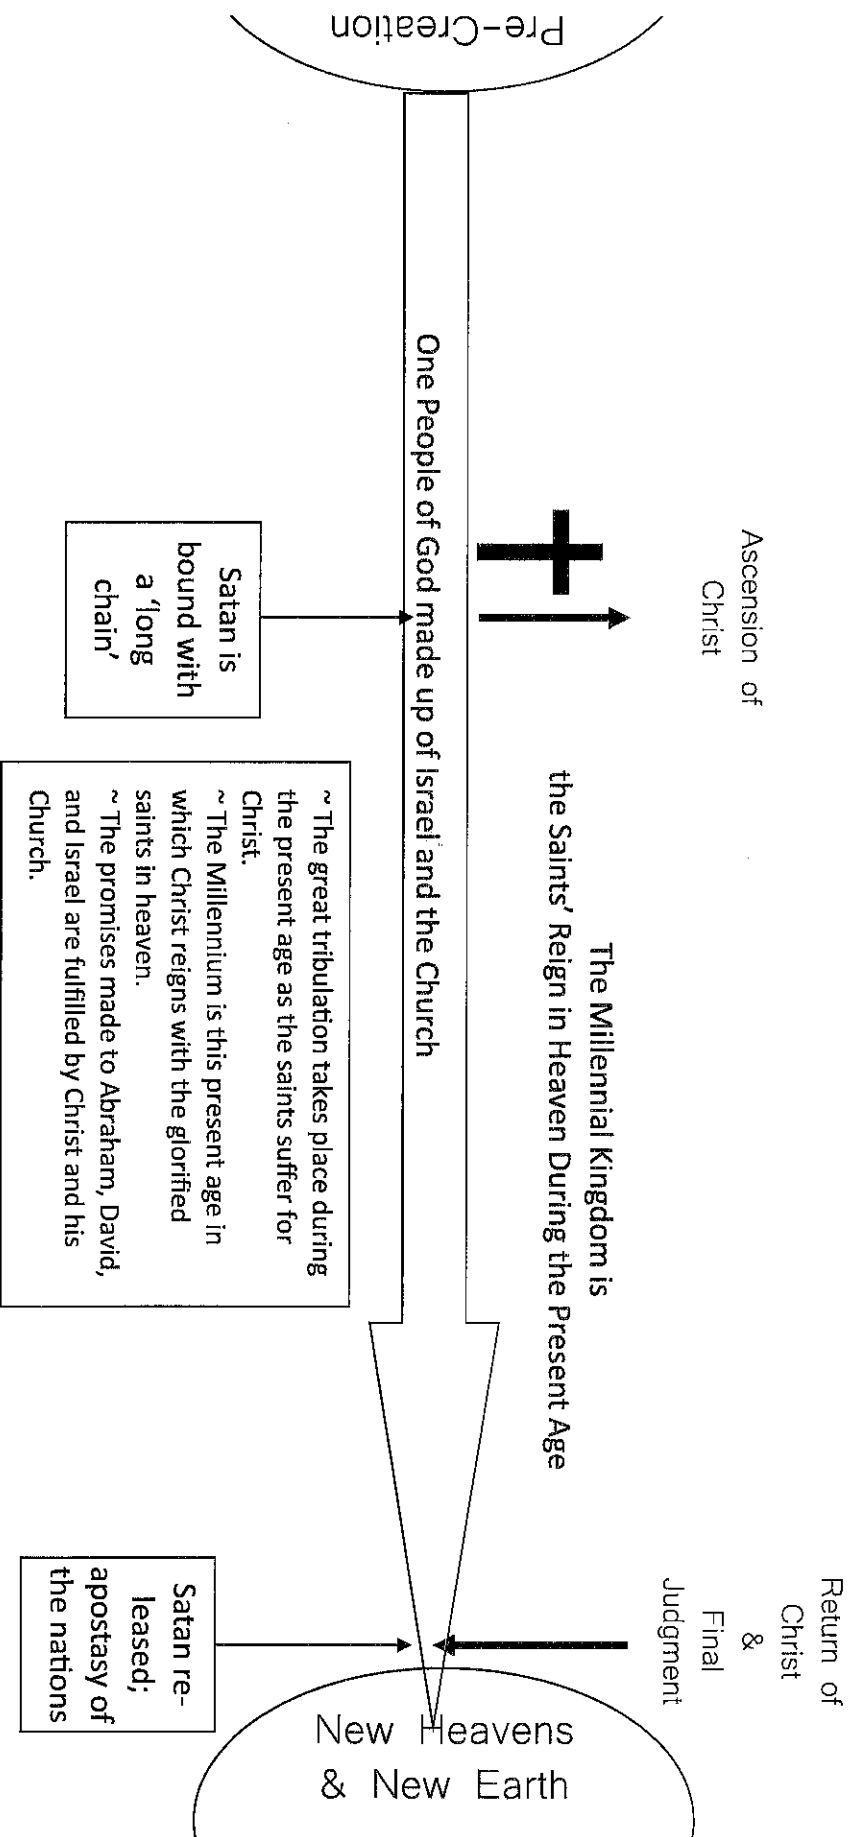 Pre-Creation
Ascension of
Christ
The Millennial Kingdom is
the Saints' Reign in Heaven During the Present Age
Return of
Christ
&
Final
Judgment
One People of God made up of Israel and the Church
Satan is
bound with
a 'long
chain'
~ The great tribulation takes place during
the present age as the saints suffer for
Christ.
~ The Millennium is this present age in
which Christ reigns with the glorified
saints in heaven.
~ The promises made to Abraham, David,
and Israel are fulfilled by Christ and his
Church.
Satan re-
leased;
apostasy of
the nations
New Heavens
& New Earth